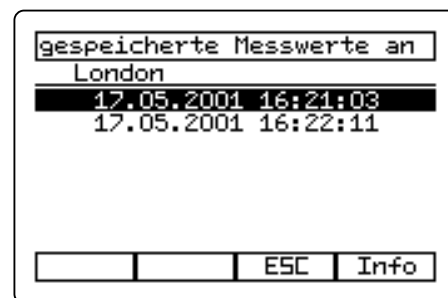 gespeicherte Messwerte an
London
17.05.2001 16:21:03
17.05.2001 16:22:11
ESC Info